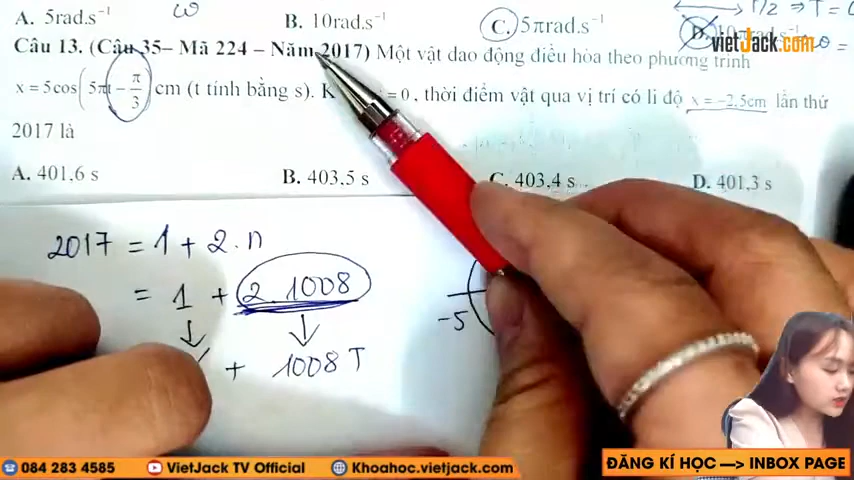 A. 5rad.s⁻¹ B. 10rad.s⁻¹ C. 5πrad.s⁻¹ D. 10
ω
T/2 ⇒ T =
vietJack.com
Câu 13. (Câu 35– Mã 224 – Năm 2017) Một vật dao động điều hòa theo phương trình
x = 5cos(5πt − π/3) cm (t tính bằng s). K = 0, thời điểm vật qua vị trí có li độ x = −2,5cm lần thứ
2017 là
A. 401,6 s B. 403,5 s C. 403,4 s D. 401,3 s
2017 = 1 + 2.n
= 1 + 2.1008
+ 1008 T
-5
084 283 4585 VietJack TV Official Khoahoc.vietjack.com
ĐĂNG KÍ HỌC —> INBOX PAGE